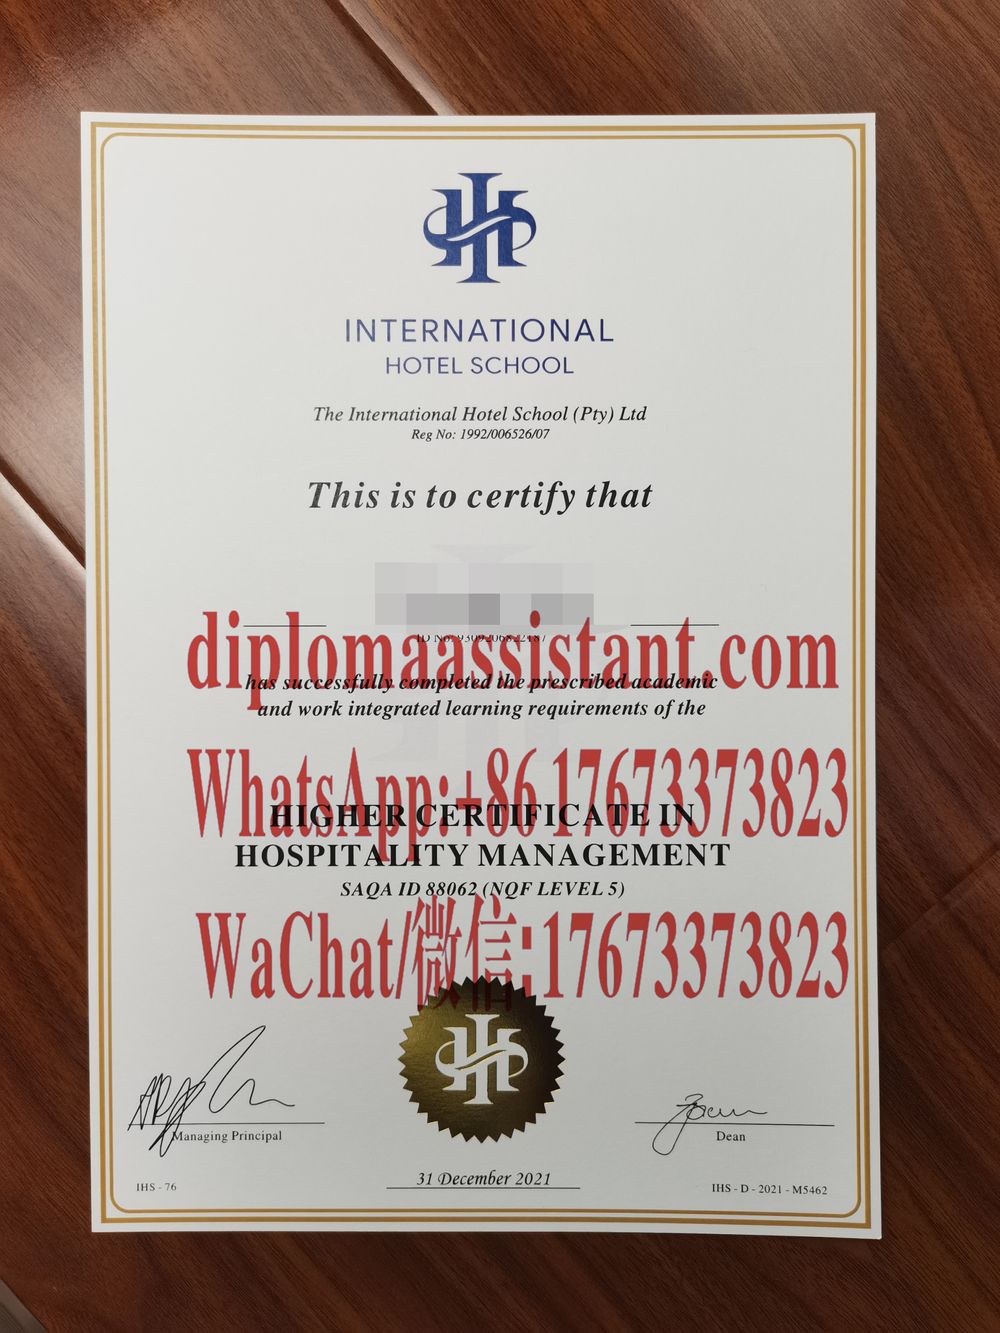 INTERNATIONAL
HOTEL SCHOOL
The International Hotel School (Pty) Ltd
Reg No: 1992/006526/07
This is to certify that
diplomaassistant.com
ID No:
has successfully completed the prescribed academic
and work integrated learning requirements of the
WhatsApp:+86 17673373823
HIGHER CERTIFICATE IN
HOSPITALITY MANAGEMENT
SAQA ID 88062 (NQF LEVEL 5)
WaChat/微信:17673373823
Managing Principal
Dean
31 December 2021
IHS - 76
IHS - D - 2021 - M5462